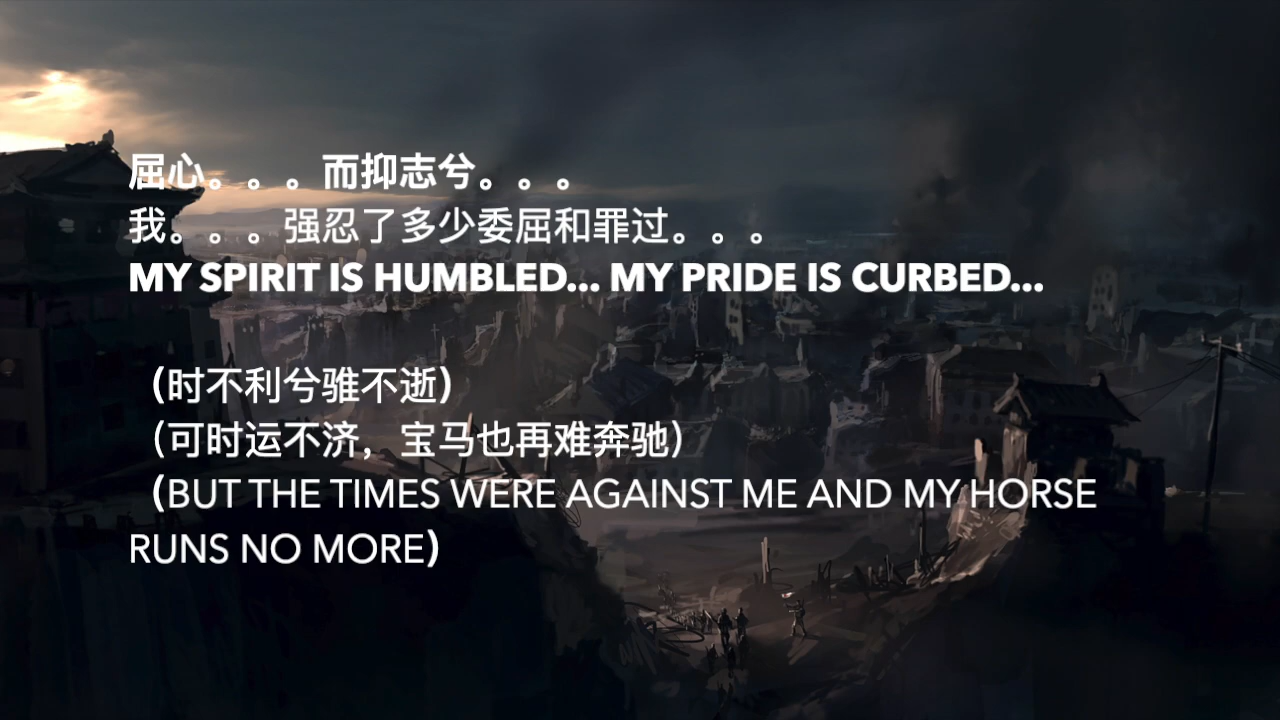 屈心。。。而抑志兮。。。
我。。。强忍了多少委屈和罪过。。。
MY SPIRIT IS HUMBLED... MY PRIDE IS CURBED...
（时不利兮骓不逝）
（可时运不济，宝马也再难奔驰）
（BUT THE TIMES WERE AGAINST ME AND MY HORSE
RUNS NO MORE）